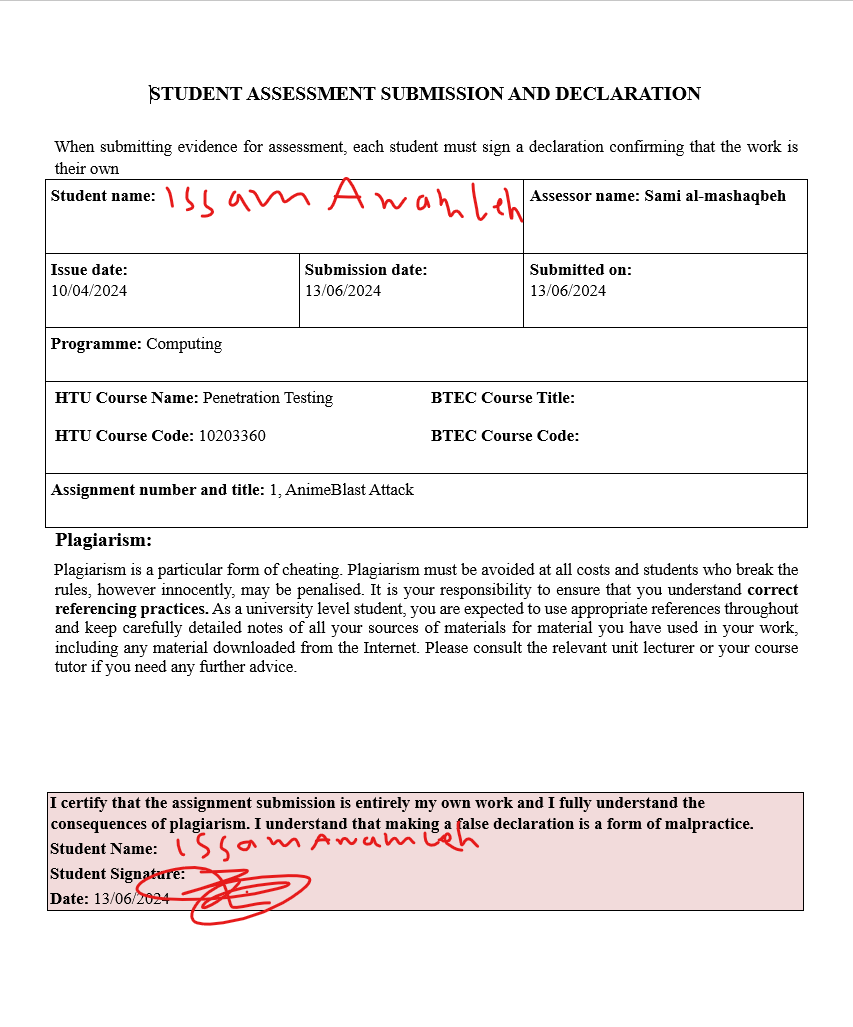 STUDENT ASSESSMENT SUBMISSION AND DECLARATION
When submitting evidence for assessment, each student must sign a declaration confirming that the work is
their own
Student name: Issam Awahleh
Assessor name: Sami al-mashaqbeh
Issue date:
10/04/2024
Submission date:
13/06/2024
Submitted on:
13/06/2024
Programme: Computing
HTU Course Name: Penetration Testing
BTEC Course Title:
HTU Course Code: 10203360
BTEC Course Code:
Assignment number and title: 1, AnimeBlast Attack
Plagiarism:
Plagiarism is a particular form of cheating. Plagiarism must be avoided at all costs and students who break the
rules, however innocently, may be penalised. It is your responsibility to ensure that you understand correct
referencing practices. As a university level student, you are expected to use appropriate references throughout
and keep carefully detailed notes of all your sources of materials for material you have used in your work,
including any material downloaded from the Internet. Please consult the relevant unit lecturer or your course
tutor if you need any further advice.
I certify that the assignment submission is entirely my own work and I fully understand the
consequences of plagiarism. I understand that making a false declaration is a form of malpractice.
Student Name: Issam Awahleh
Student Signature:
Date: 13/06/2024